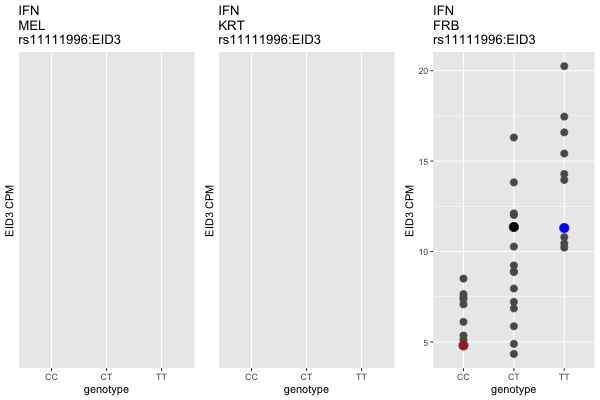 IFN
MEL
rs11111996:EID3
EID3 CPM
CC CT TT
genotype
IFN
KRT
rs11111996:EID3
EID3 CPM
CC CT TT
genotype
IFN
FRB
rs11111996:EID3
EID3 CPM
20
15
10
5
CC CT TT
genotype